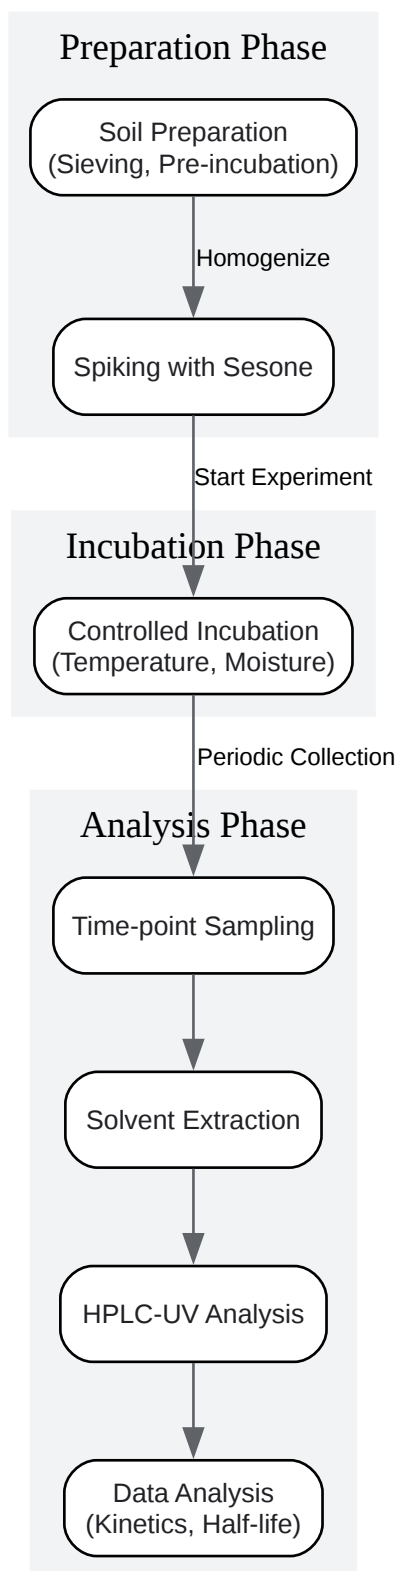 Preparation Phase
Soil Preparation
(Sieving, Pre-incubation)
Homogenize
Spiking with Sesone
Start Experiment
Incubation Phase
Controlled Incubation
(Temperature, Moisture)
Periodic Collection
Analysis Phase
Time-point Sampling
Solvent Extraction
HPLC-UV Analysis
Data Analysis
(Kinetics, Half-life)